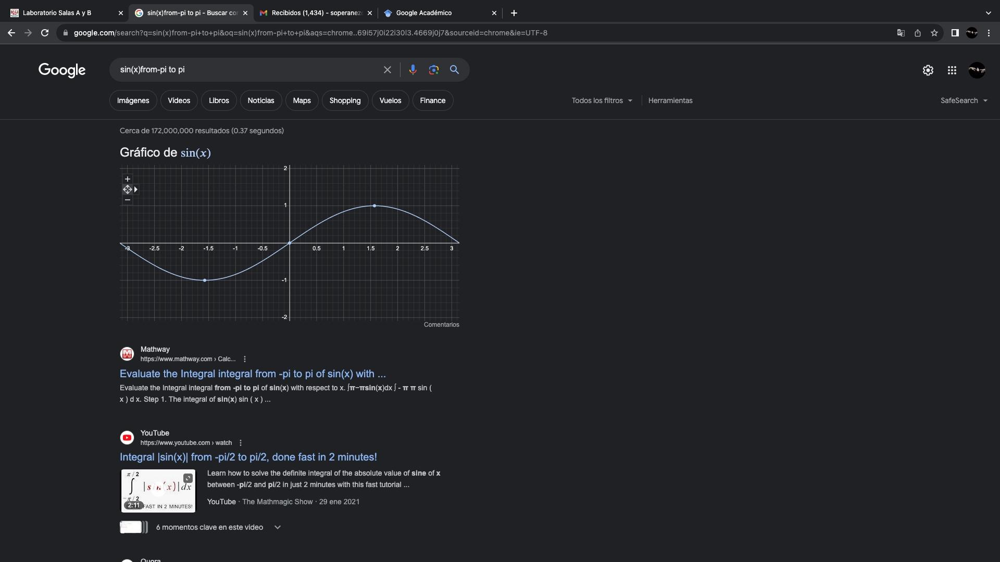 Laboratorio Salas A y B
sin(x)from-pi to pi - Buscar con
Recibidos (1,434) - soperanez
Google Académico
google.com/search?q=sin(x)from-pi+to+pi&oq=sin(x)from-pi+to+pi&aqs=chrome..69i57j0i22i30l3.4669j0j7&sourceid=chrome&ie=UTF-8
Google
sin(x)from-pi to pi
Imágenes
Vídeos
Libros
Noticias
Maps
Shopping
Vuelos
Finance
Todos los filtros
Herramientas
SafeSearch
Cerca de 172,000,000 resultados (0.37 segundos)
Gráfico de sin(x)
2
1
-3 -2.5 -2 -1.5 -1 -0.5 0.5 1 1.5 2 2.5 3
-1
-2
Comentarios
Mathway
https://www.mathway.com › Calc...
Evaluate the Integral integral from -pi to pi of sin(x) with ...
Evaluate the Integral integral from -pi to pi of sin(x) with respect to x. ∫π−πsin(x)dx ∫ - π π sin (
x ) d x. Step 1. The integral of sin(x) sin ( x ) ...
YouTube
https://www.youtube.com › watch
Integral |sin(x)| from -pi/2 to pi/2, done fast in 2 minutes!
π / 2
∫ |sin(x)|dx
-π / 2
2:11
FAST IN 2 MINUTES!
Learn how to solve the definite integral of the absolute value of sine of x
between -pi/2 and pi/2 in just 2 minutes with this fast tutorial ...
YouTube · The Mathmagic Show · 29 ene 2021
6 momentos clave en este video
Quora